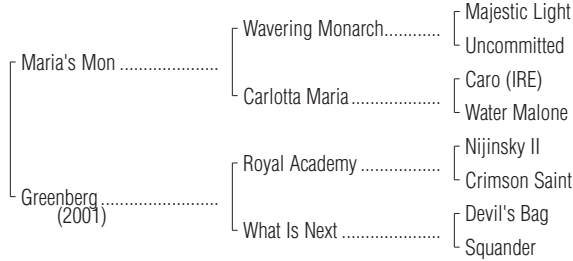 Majestic Light
Wavering Monarch............
Uncommitted
Maria's Mon .....................
Caro (IRE)
Carlotta Maria ...................
Water Malone
Nijinsky II
Royal Academy .................
Crimson Saint
Greenberg.........................
(2001)
Devil's Bag
What Is Next .....................
Squander